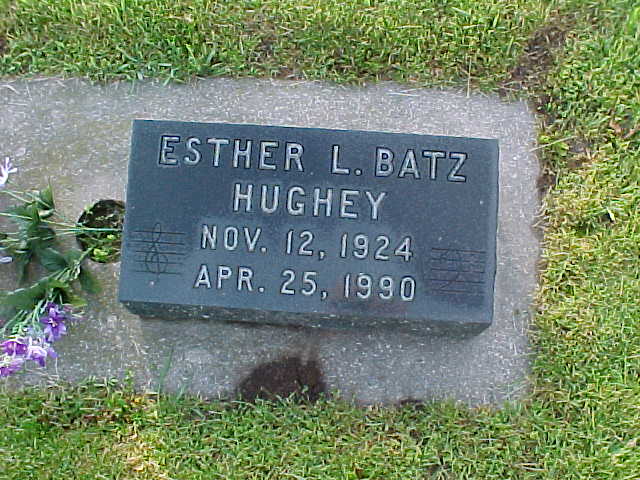 ESTHER L. BATZ
HUGHEY
NOV. 12, 1924
APR. 25, 1990